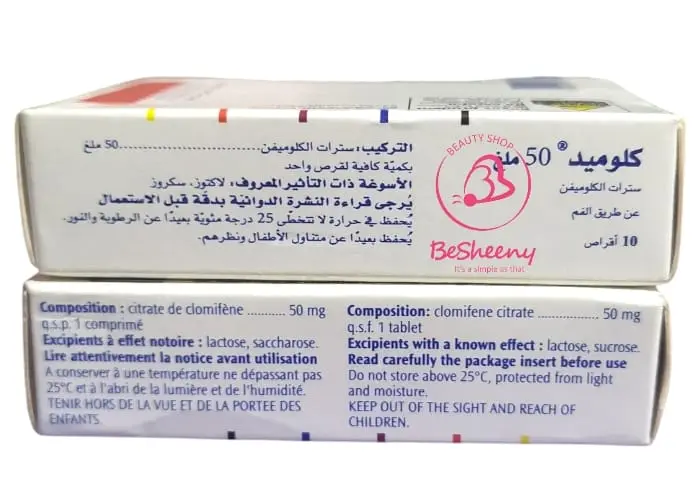 كلوميد® 50 ملغ
سترات الكلوميفن
عن طريق الفم
10 أقراص
التركيب: سترات الكلوميفن..........50 ملغ
بكمية كافية لقرص واحد
الأسوغة ذات التأثير المعروف: لاكتوز، سكروز
يُرجى قراءة النشرة الدوائية بدقة قبل الاستعمال
يُحفظ في حرارة لا تتخطّى 25 درجة مئويّة بعيدًا عن الرطوبة والنور.
يُحفظ بعيدًا عن متناول الأطفال ونظرهم.
BEAUTY SHOP
BeSheeny
It's a simple as that
Composition : citrate de clomifène ............ 50 mg
q.s.p. 1 comprimé
Excipients à effet notoire : lactose, saccharose.
Lire attentivement la notice avant utilisation
A conserver à une température ne dépassant pas
25°C et à l'abri de la lumière et de l'humidité.
TENIR HORS DE LA VUE ET DE LA PORTEE DES
ENFANTS.
Composition: clomifene citrate ............ 50 mg
q.s.f. 1 tablet
Excipients with a known effect : lactose, sucrose.
Read carefully the package insert before use
Do not store above 25°C, protected from light
and moisture.
KEEP OUT OF THE SIGHT AND REACH OF
CHILDREN.